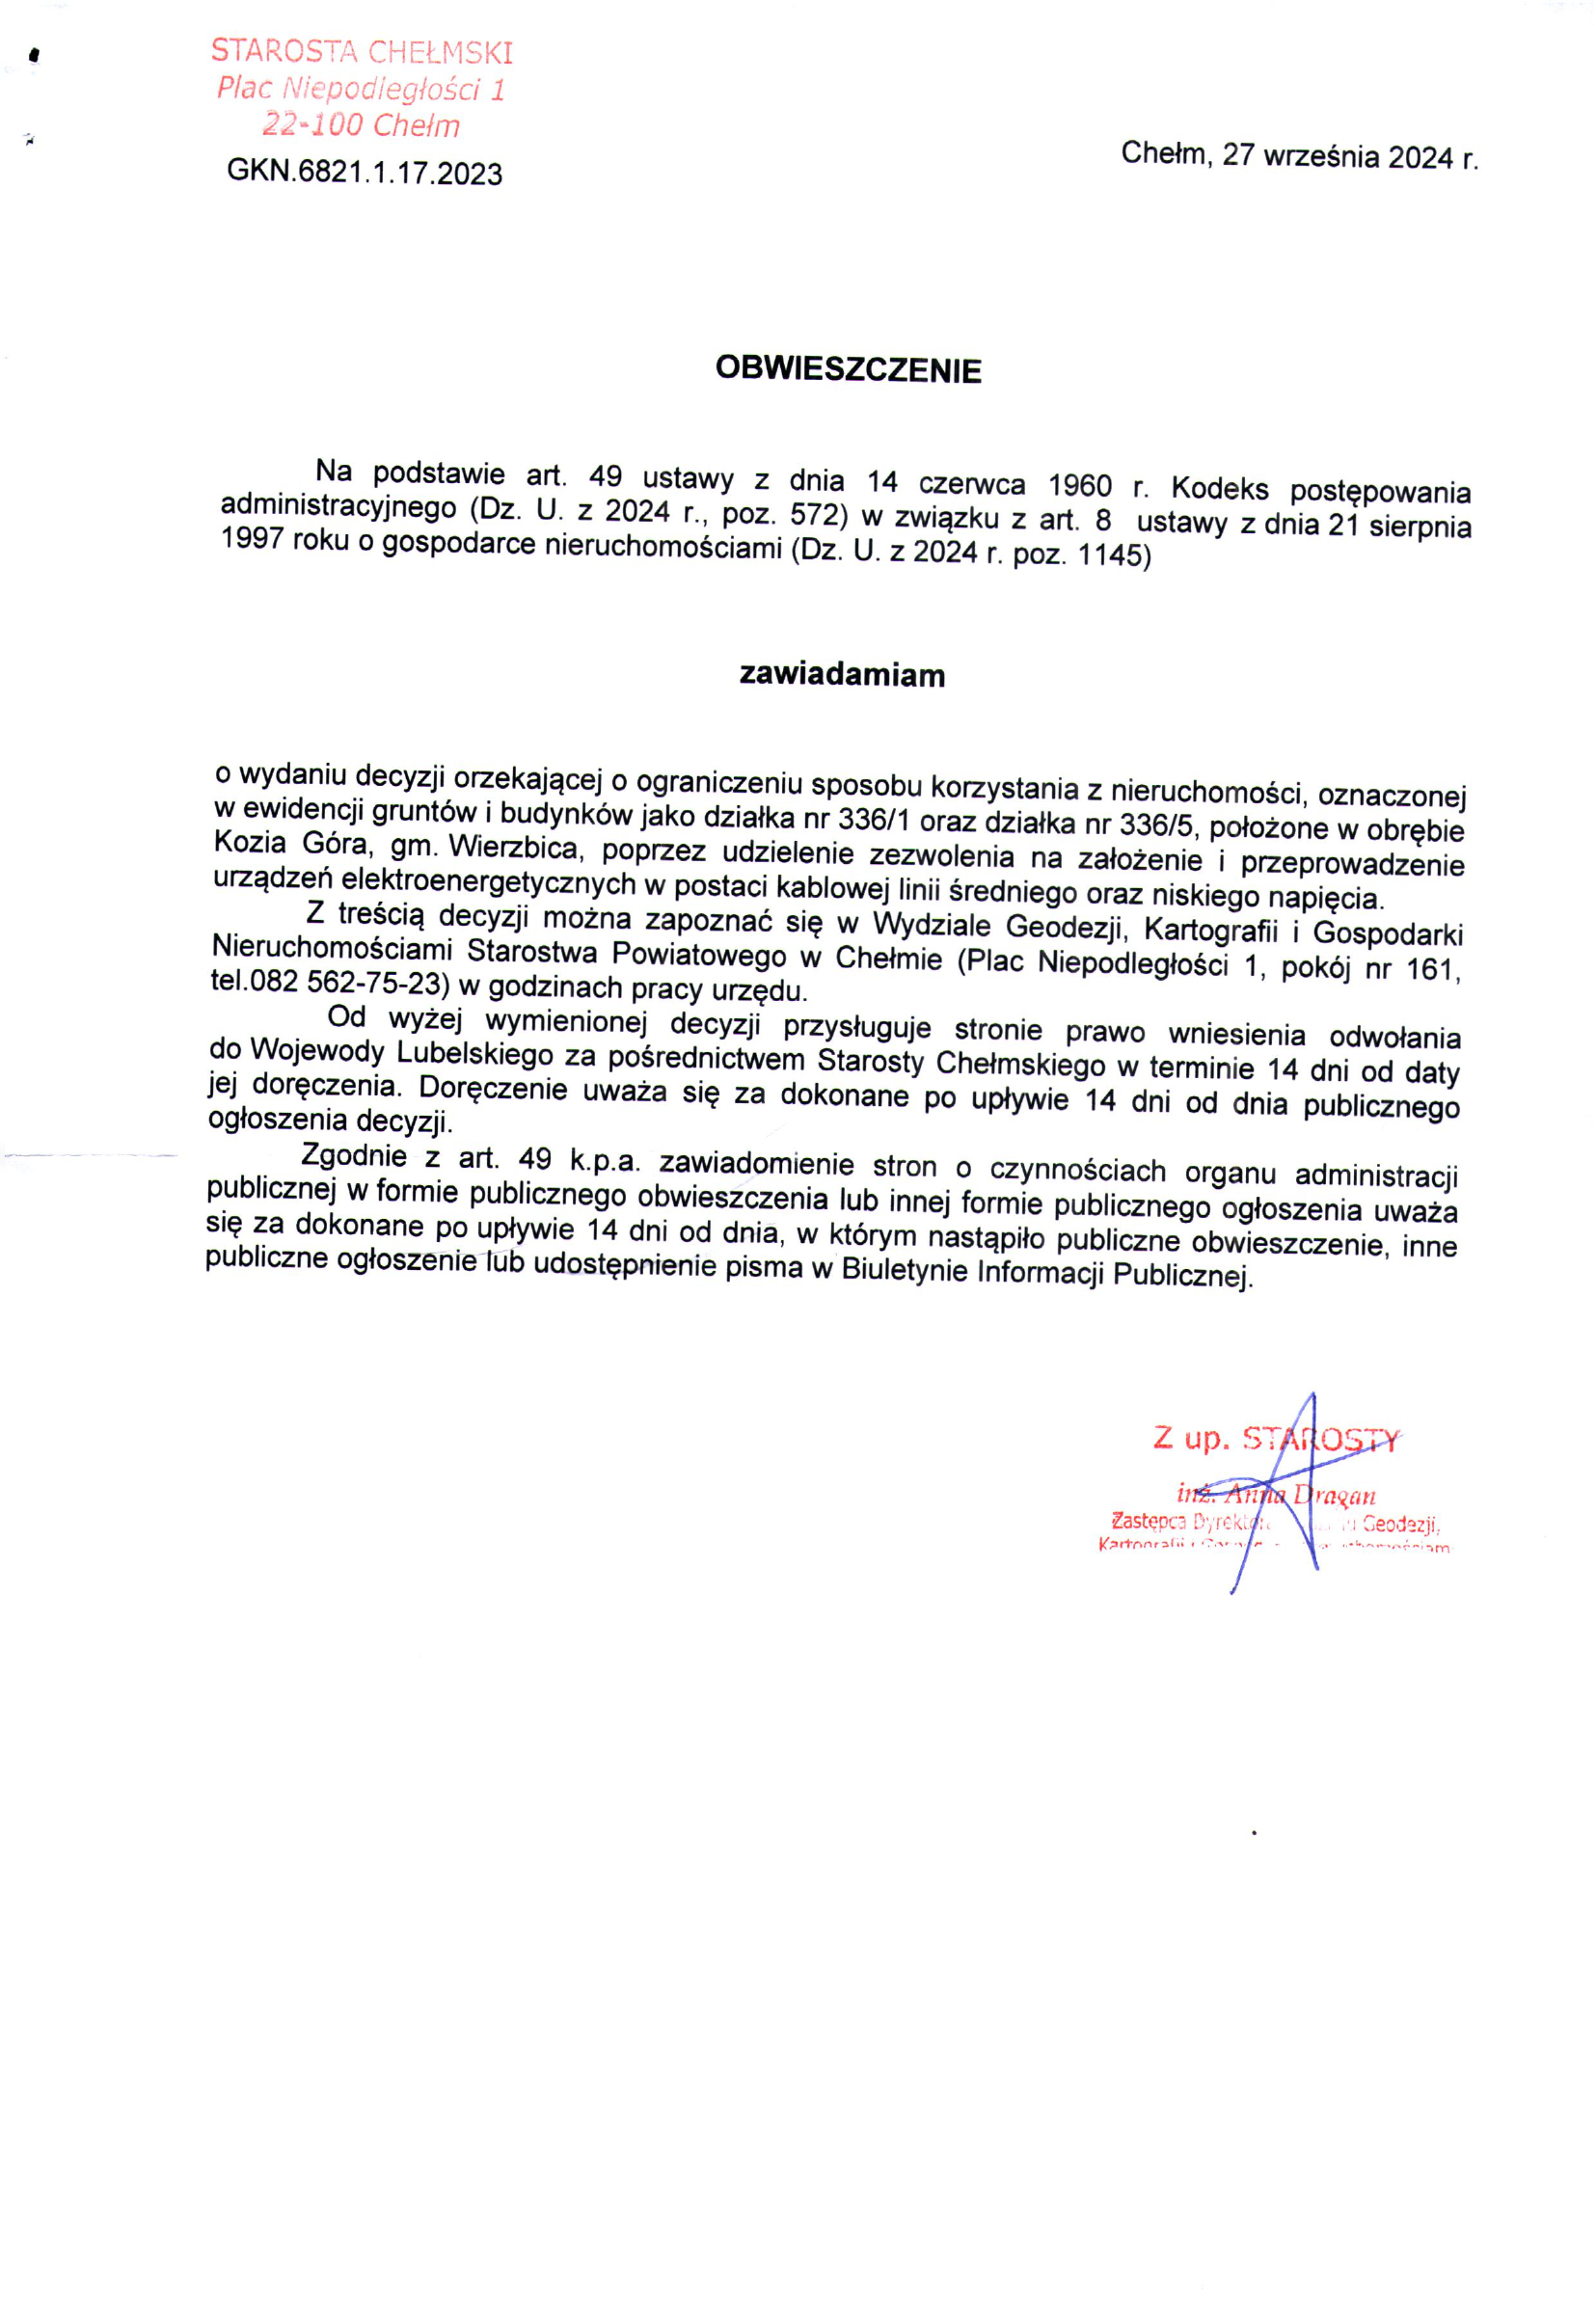 STAROSTA CHEŁMSKI
Plac Niepodległości 1
22-100 Chełm
GKN.6821.1.17.2023
Chełm, 27 września 2024 r.
OBWIESZCZENIE
Na podstawie art. 49 ustawy z dnia 14 czerwca 1960 r. Kodeks postępowania
administracyjnego (Dz. U. z 2024 r., poz. 572) w związku z art. 8 ustawy z dnia 21 sierpnia
1997 roku o gospodarce nieruchomościami (Dz. U. z 2024 r. poz. 1145)
zawiadamiam
o wydaniu decyzji orzekającej o ograniczeniu sposobu korzystania z nieruchomości, oznaczonej
w ewidencji gruntów i budynków jako działka nr 336/1 oraz działka nr 336/5, położone w obrębie
Kozia Góra, gm. Wierzbica, poprzez udzielenie zezwolenia na założenie i przeprowadzenie
urządzeń elektroenergetycznych w postaci kablowej linii średniego oraz niskiego napięcia.
Z treścią decyzji można zapoznać się w Wydziale Geodezji, Kartografii i Gospodarki
Nieruchomościami Starostwa Powiatowego w Chełmie (Plac Niepodległości 1, pokój nr 161,
tel.082 562-75-23) w godzinach pracy urzędu.
Od wyżej wymienionej decyzji przysługuje stronie prawo wniesienia odwołania
do Wojewody Lubelskiego za pośrednictwem Starosty Chełmskiego w terminie 14 dni od daty
jej doręczenia. Doręczenie uważa się za dokonane po upływie 14 dni od dnia publicznego
ogłoszenia decyzji.
Zgodnie z art. 49 k.p.a. zawiadomienie stron o czynnościach organu administracji
publicznej w formie publicznego obwieszczenia lub innej formie publicznego ogłoszenia uważa
się za dokonane po upływie 14 dni od dnia, w którym nastąpiło publiczne obwieszczenie, inne
publiczne ogłoszenie lub udostępnienie pisma w Biuletynie Informacji Publicznej.
Z up. STAROSTY
inż. Anna Dragan
Zastępca Geodezji,
Kartografii i